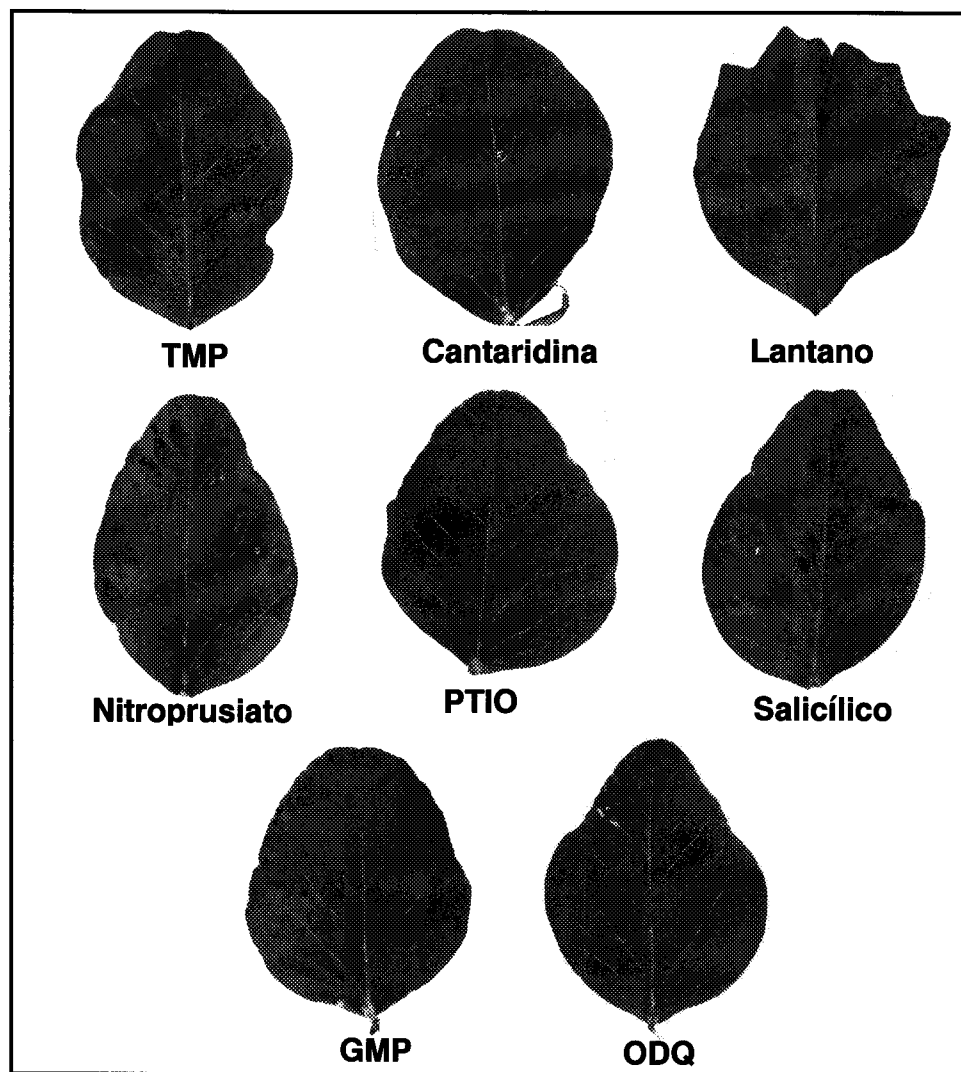 TMP
Cantaridina
Lantano
Nitroprusiato
PTIO
Salicílico
GMP
ODQ